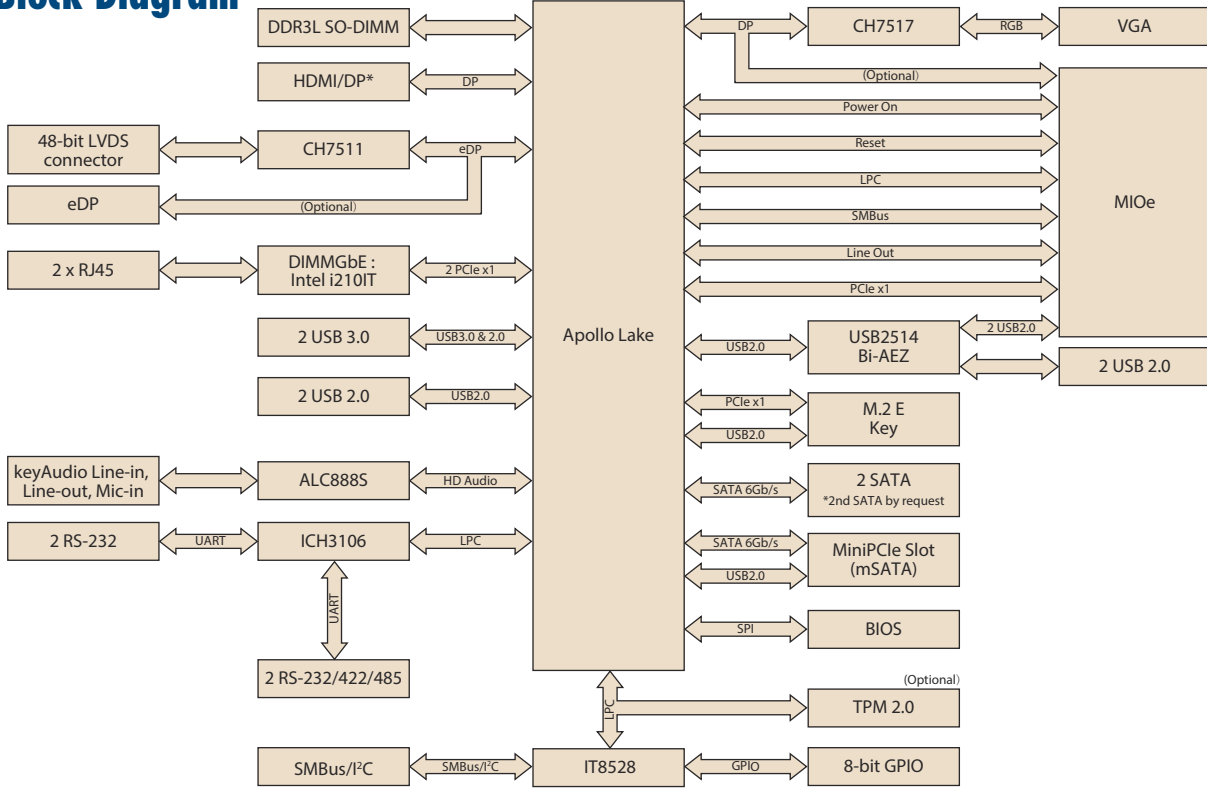 Block Diagram
DDR3L SO-DIMM
DP
CH7517
RGB
VGA
HDMI/DP*
DP
(Optional)
Power On
48-bit LVDS
connector
CH7511
eDP
Reset
eDP
(Optional)
LPC
MIOe
SMBus
2 x RJ45
DIMMGbE :
Intel i210IT
2 PCIe x1
Line Out
PCIe x1
2 USB 3.0
USB3.0 & 2.0
Apollo Lake
USB2.0
USB2514
Bi-AEZ
2 USB2.0
2 USB 2.0
2 USB 2.0
USB2.0
PCIe x1
USB2.0
M.2 E
Key
keyAudio Line-in,
Line-out, Mic-in
ALC888S
HD Audio
SATA 6Gb/s
2 SATA
*2nd SATA by request
2 RS-232
UART
ICH3106
LPC
SATA 6Gb/s
USB2.0
MiniPCIe Slot
(mSATA)
UART
SPI
BIOS
2 RS-232/422/485
LPC
(Optional)
TPM 2.0
SMBus/I²C
SMBus/I²C
IT8528
GPIO
8-bit GPIO